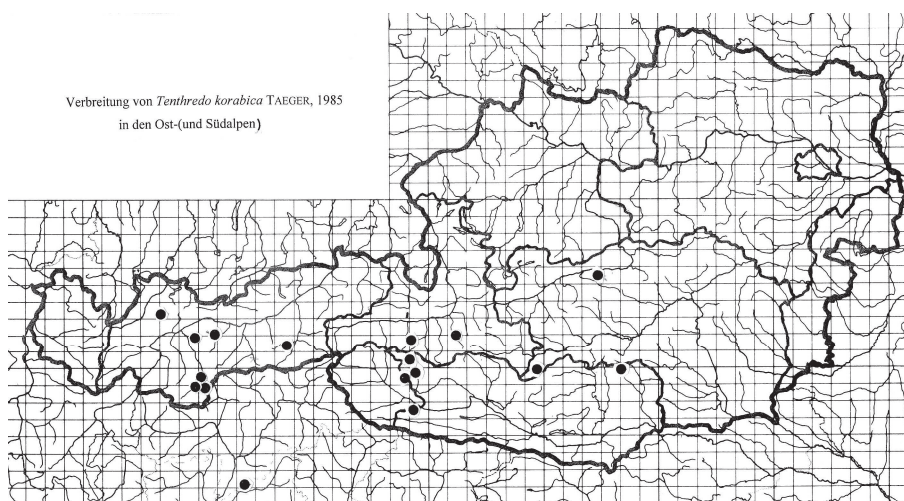 Verbreitung von Tenthredo korabica TAEGER, 1985
in den Ost-(und Südalpen)